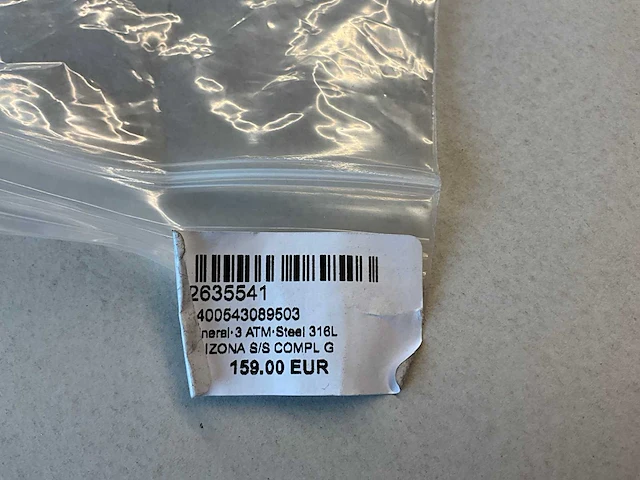 2635541
400543089503
neral·3 ATM·Steel 316L
IZONA S/S COMPL G
159.00 EUR